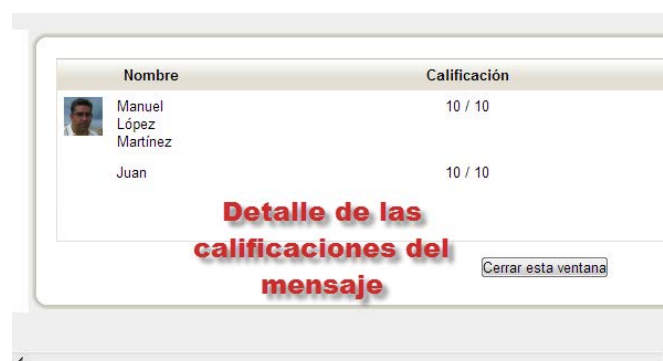 Nombre Calificación
Manuel 10 / 10
López
Martínez
Juan 10 / 10
Detalle de las
calificaciones del
mensaje
Cerrar esta ventana